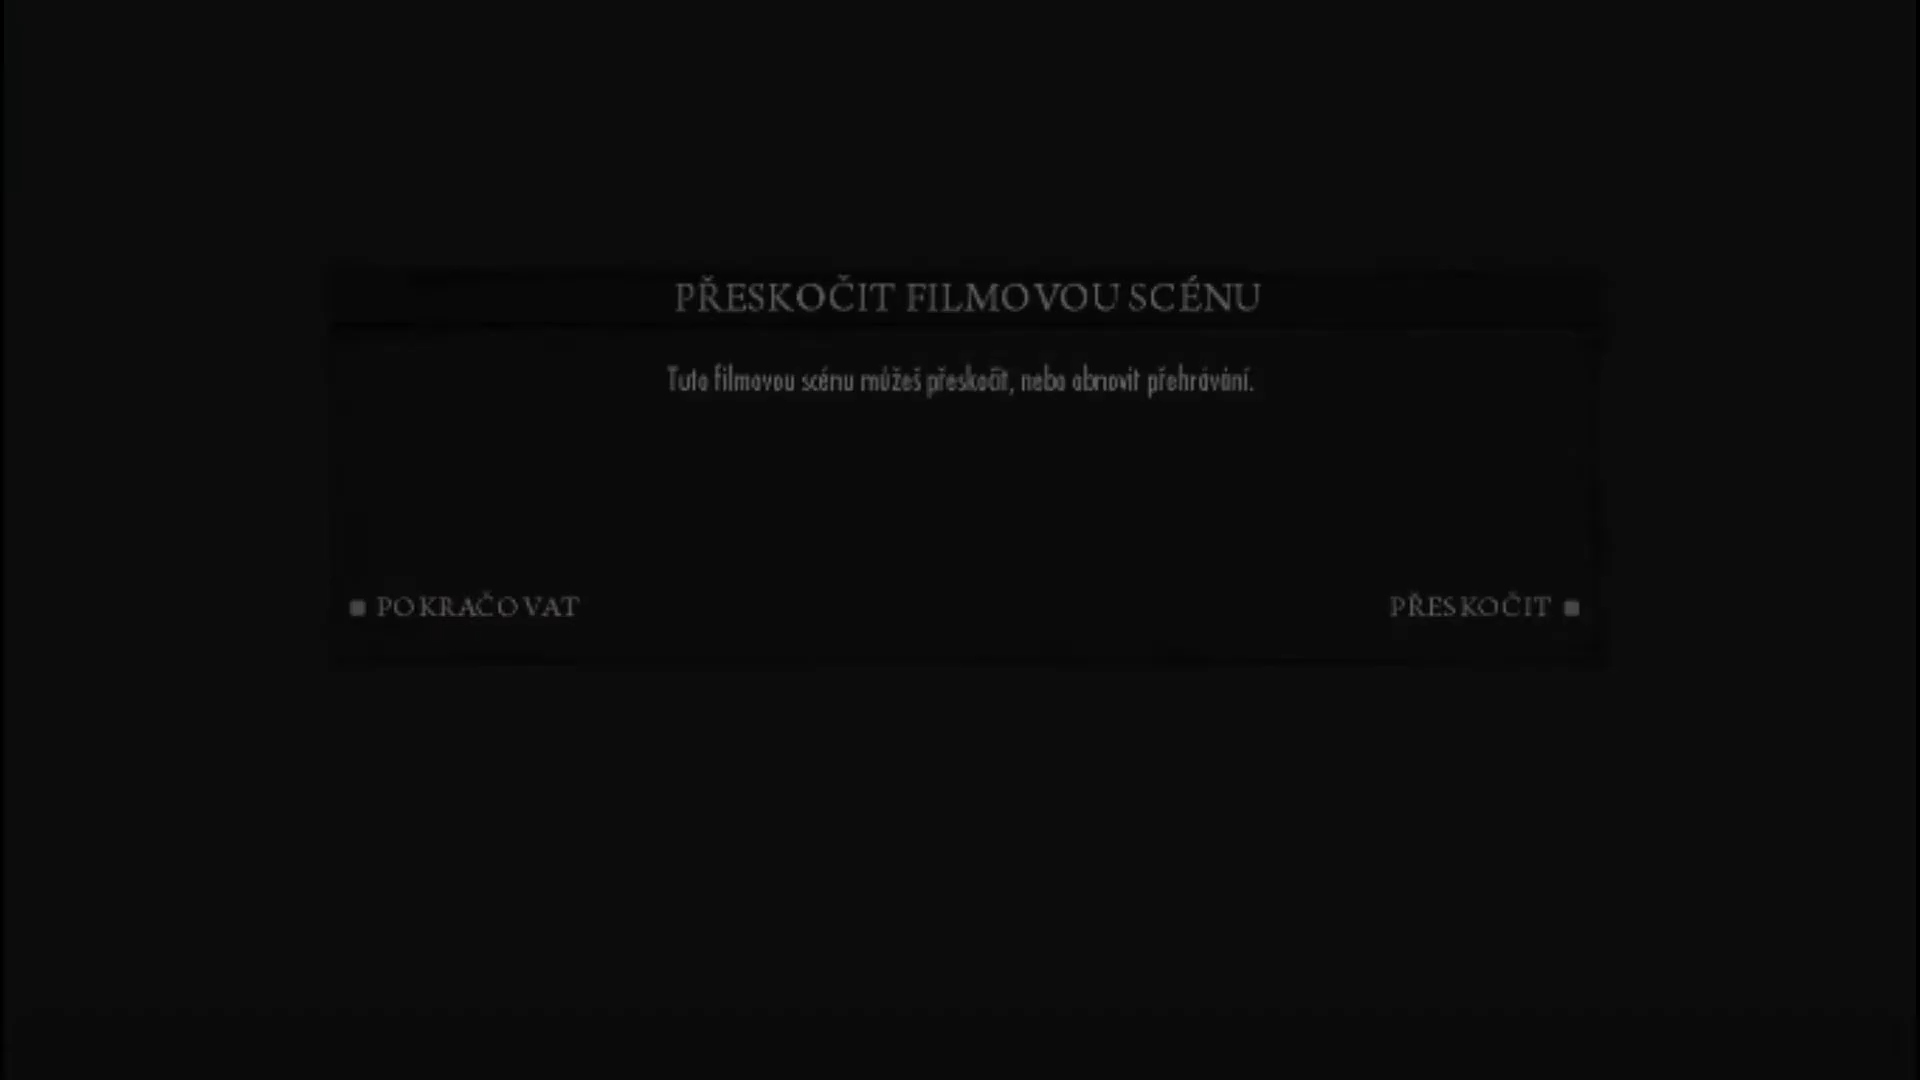 PŘESKOČIT FILMOVOU SCÉNU
Tuto filmovou scénu můžeš přeskočit, nebo obnovit přehrávání.
POKRAČOVAT
PŘESKOČIT